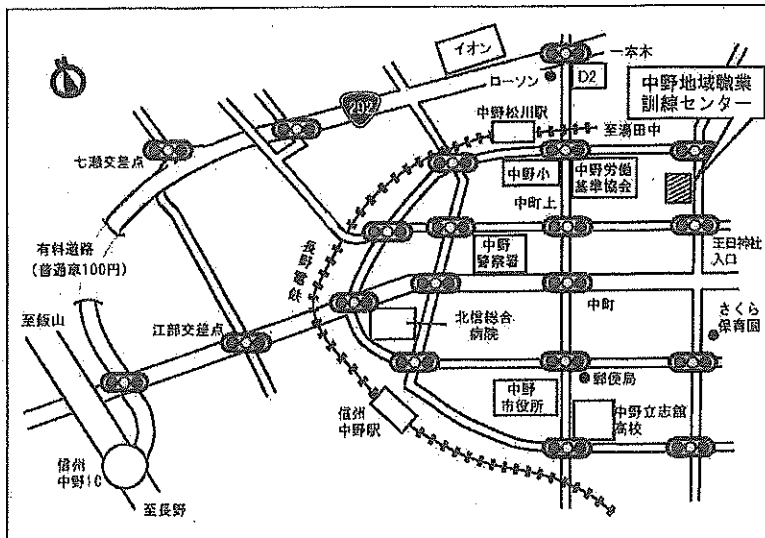 イオン
一本木
ローソン
D2
中野地域職業
訓練センター
292
中野松川駅
至湯田中
七瀬交差点
中野小
中野労働
基準協会
中町上
有料道路
(普通車100円)
長野電鉄
中野
警察署
王日神社
入口
至飯山
江部交差点
北信総合
病院
中町
さくら
保育園
郵便局
中野
市役所
中野立志館
高校
信州
中野駅
信州
中野IC
至長野